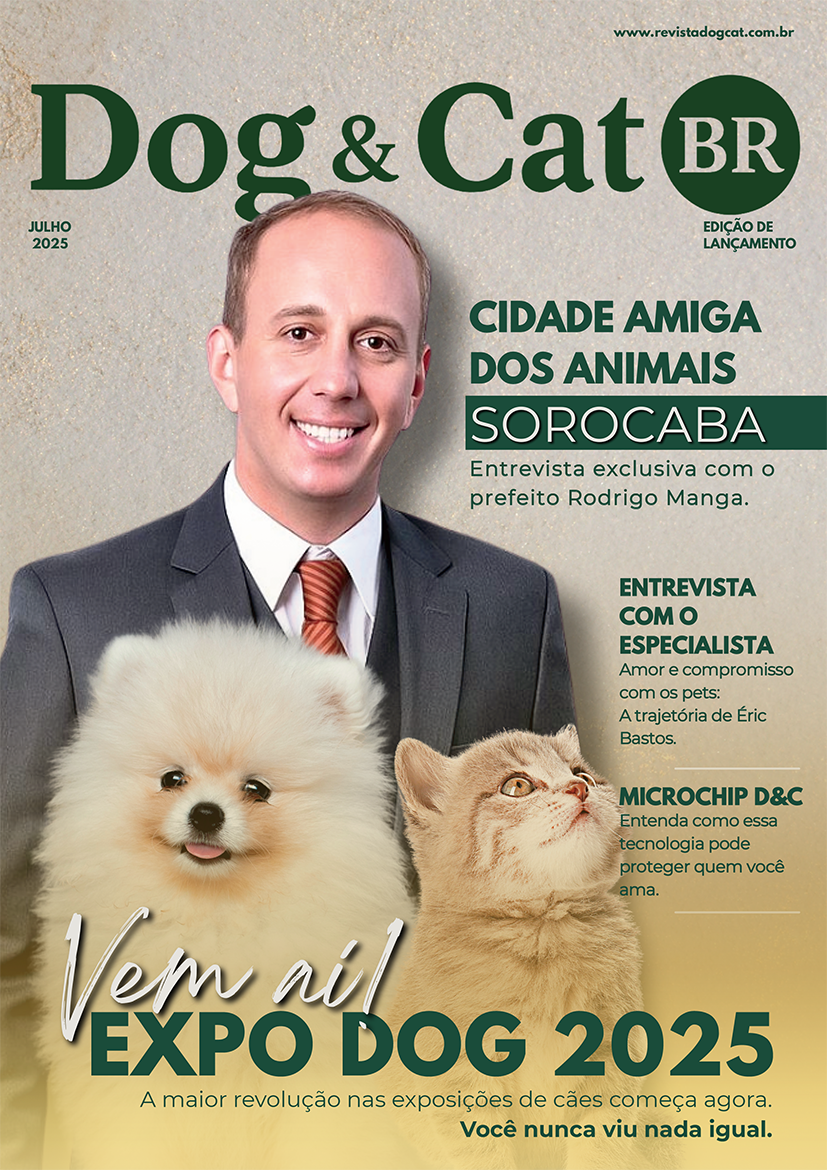 www.revistadogcat.com.br
Dog & Cat BR
JULHO
2025
EDIÇÃO DE
LANÇAMENTO
CIDADE AMIGA
DOS ANIMAIS
SOROCABA
Entrevista exclusiva com o
prefeito Rodrigo Manga.
ENTREVISTA
COM O
ESPECIALISTA
Amor e compromisso
com os pets:
A trajetória de Éric
Bastos.
MICROCHIP D&C
Entenda como essa
tecnologia pode
proteger quem você
ama.
Vem aí!
EXPO DOG 2025
A maior revolução nas exposições de cães começa agora.
Você nunca viu nada igual.